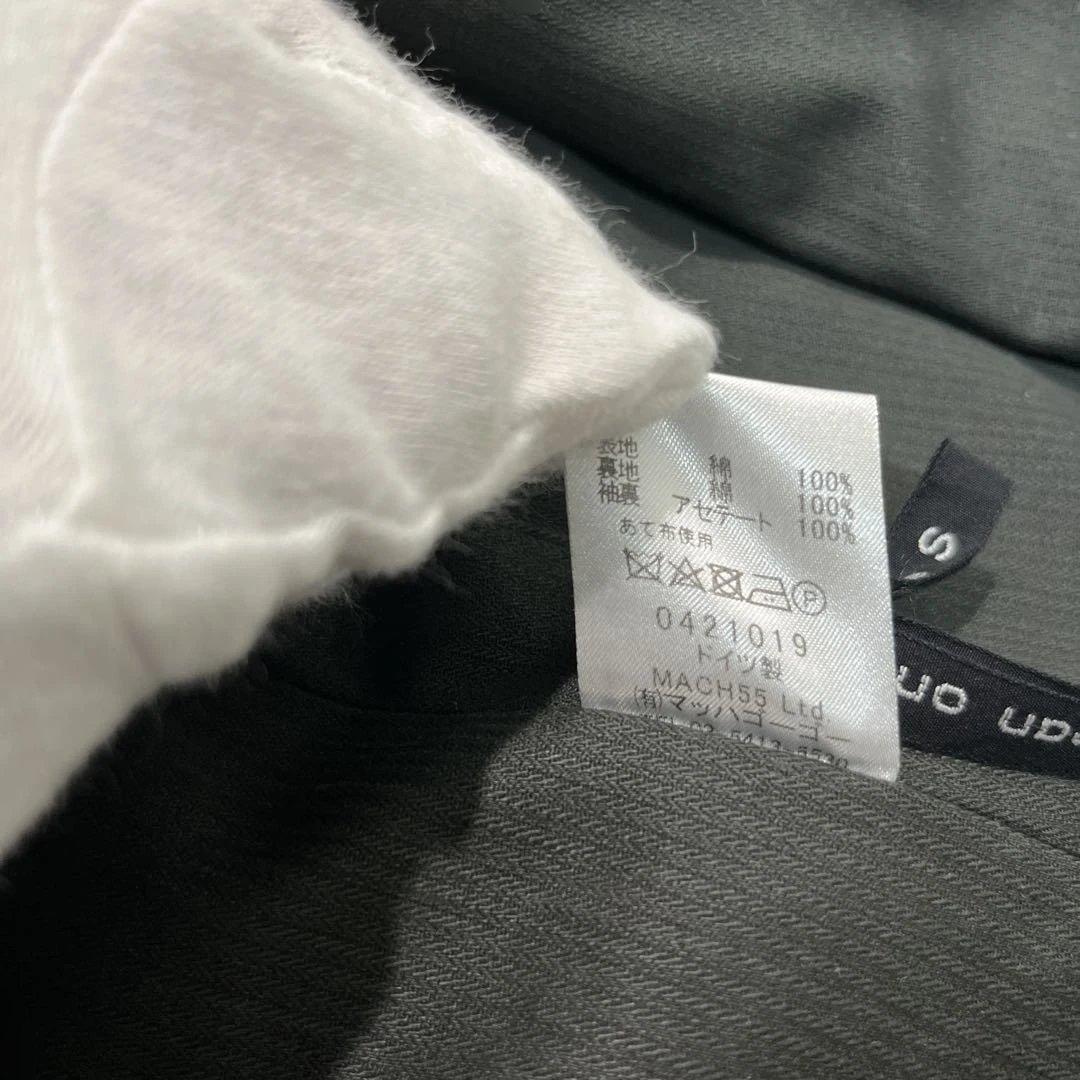 表地 綿 100%
裏地 綿 100%
袖裏 アセテート 100%
あて布使用
P
0421019
ドイツ製
MACH55 Ltd.
(有)マッハゴーゴー
S
on